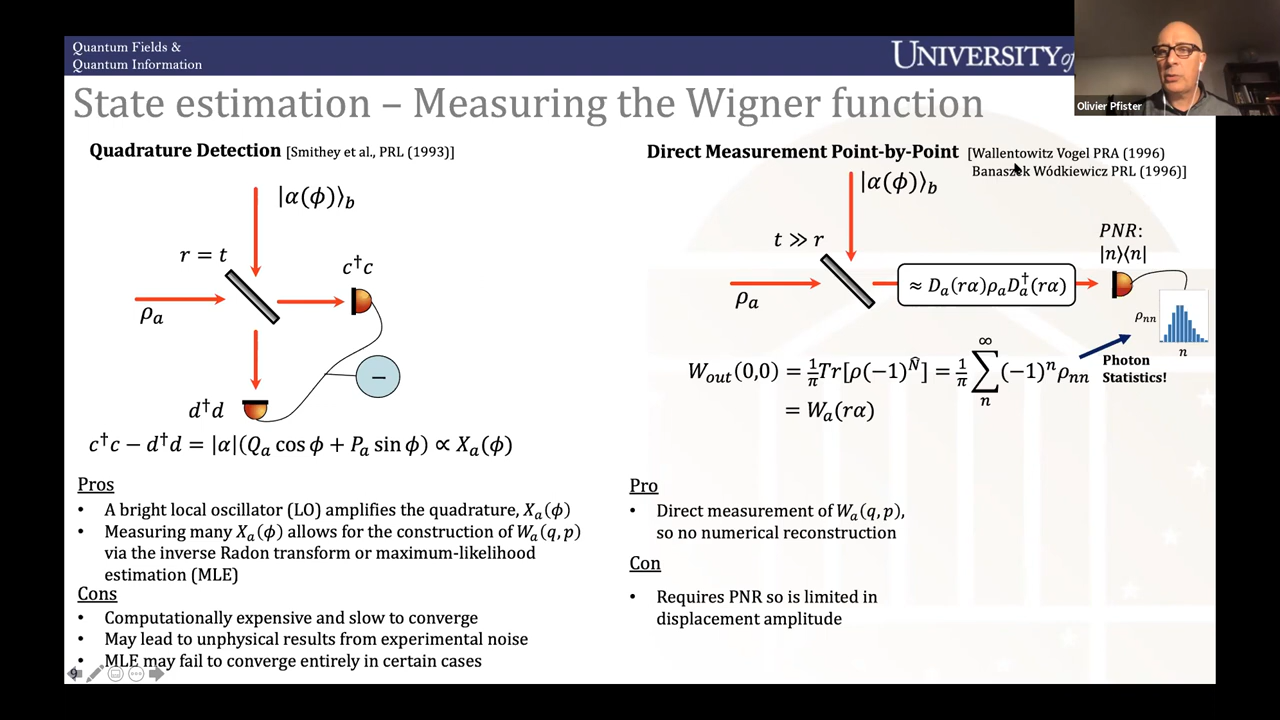 Quantum Fields &
Quantum Information
UNIVERSITY of
Olivier Pfister
State estimation – Measuring the Wigner function
Quadrature Detection [Smithey et al., PRL (1993)]
|α(ϕ)⟩_b
r = t
c†c
ρ_a
−
d†d
c†c − d†d = |α|(Q_a cos ϕ + P_a sin ϕ) ∝ X_a(ϕ)
Pros
• A bright local oscillator (LO) amplifies the quadrature, X_a(ϕ)
• Measuring many X_a(ϕ) allows for the construction of W_a(q, p)
via the inverse Radon transform or maximum-likelihood
estimation (MLE)
Cons
• Computationally expensive and slow to converge
• May lead to unphysical results from experimental noise
• MLE may fail to converge entirely in certain cases
9
Direct Measurement Point-by-Point [Wallentowitz Vogel PRA (1996)
Banaszek Wódkiewicz PRL (1996)]
|α(ϕ)⟩_b
t ≫ r
PNR:
|n⟩⟨n|
≈ D_a(rα)ρ_aD_a†(rα)
ρ_a
ρ_nn
n
W_out(0,0) = 1/π Tr[ρ(−1)^N̂] = 1/π ∑_n^∞ (−1)^n ρ_nn
Photon
Statistics!
= W_a(rα)
Pro
• Direct measurement of W_a(q, p),
so no numerical reconstruction
Con
• Requires PNR so is limited in
displacement amplitude